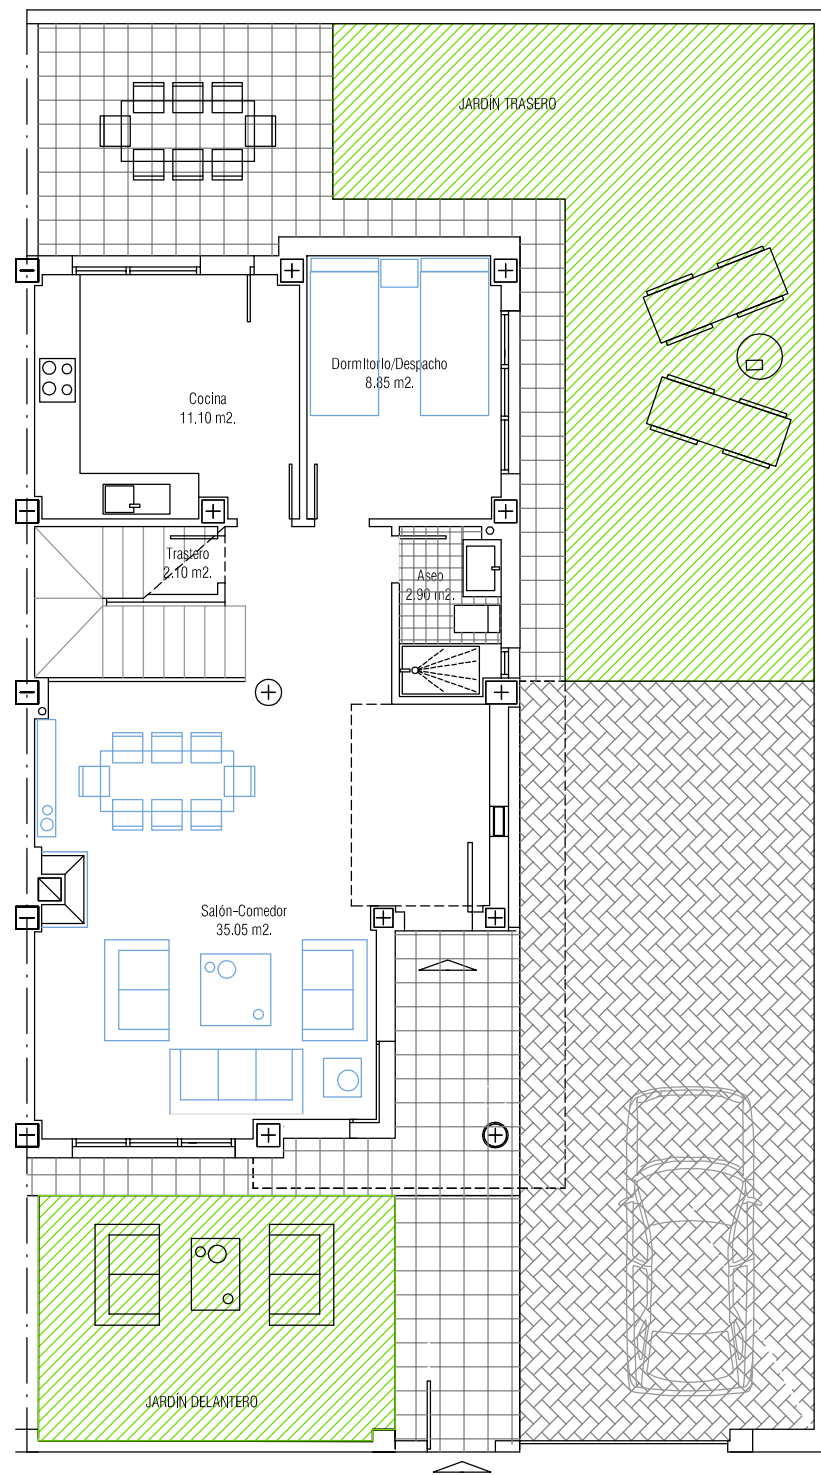 JARDÍN TRASERO
Dormitorio/Despacho
8.85 m2.
Cocina
11.10 m2.
Trastero
2.10 m2.
Aseo
2.90 m2.
Salón-Comedor
35.05 m2.
JARDÍN DELANTERO